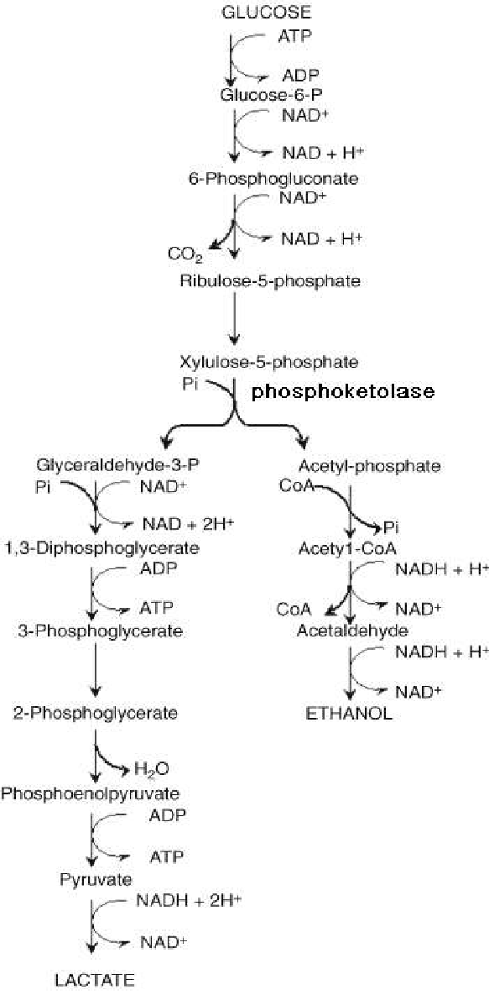 GLUCOSE
ATP
ADP
Glucose-6-P
NAD+
NAD + H+
6-Phosphogluconate
NAD+
NAD + H+
CO2
Ribulose-5-phosphate
Xylulose-5-phosphate
Pi
phosphoketolase
Glyceraldehyde-3-P
Pi
NAD+
NAD + 2H+
1,3-Diphosphoglycerate
ADP
ATP
3-Phosphoglycerate
2-Phosphoglycerate
H2O
Phosphoenolpyruvate
ADP
ATP
Pyruvate
NADH + 2H+
NAD+
LACTATE
Acetyl-phosphate
CoA
Pi
Acety1-CoA
NADH + H+
CoA
NAD+
Acetaldehyde
NADH + H+
NAD+
ETHANOL